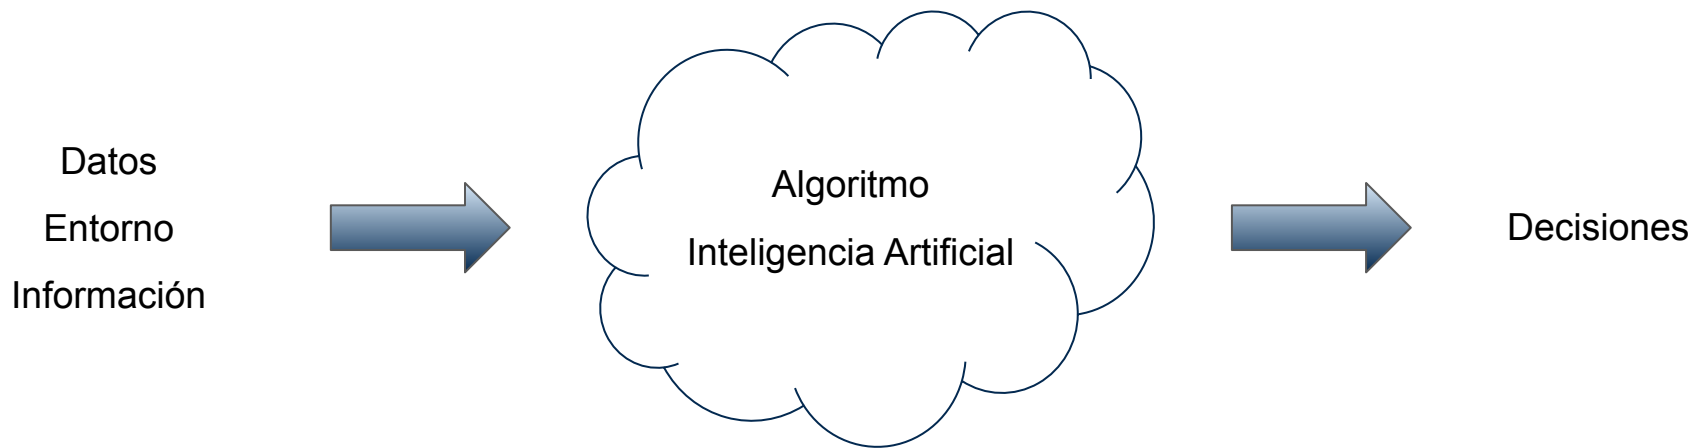 Datos
Entorno
Información
Algoritmo
Inteligencia Artificial
Decisiones